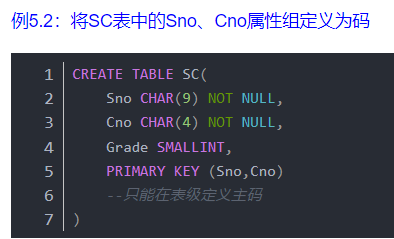 例5.2：将SC表中的Sno、Cno属性组定义为码
1 CREATE TABLE SC(
2 Sno CHAR(9) NOT NULL,
3 Cno CHAR(4) NOT NULL,
4 Grade SMALLINT,
5 PRIMARY KEY (Sno,Cno)
6 --只能在表级定义主码
7 )